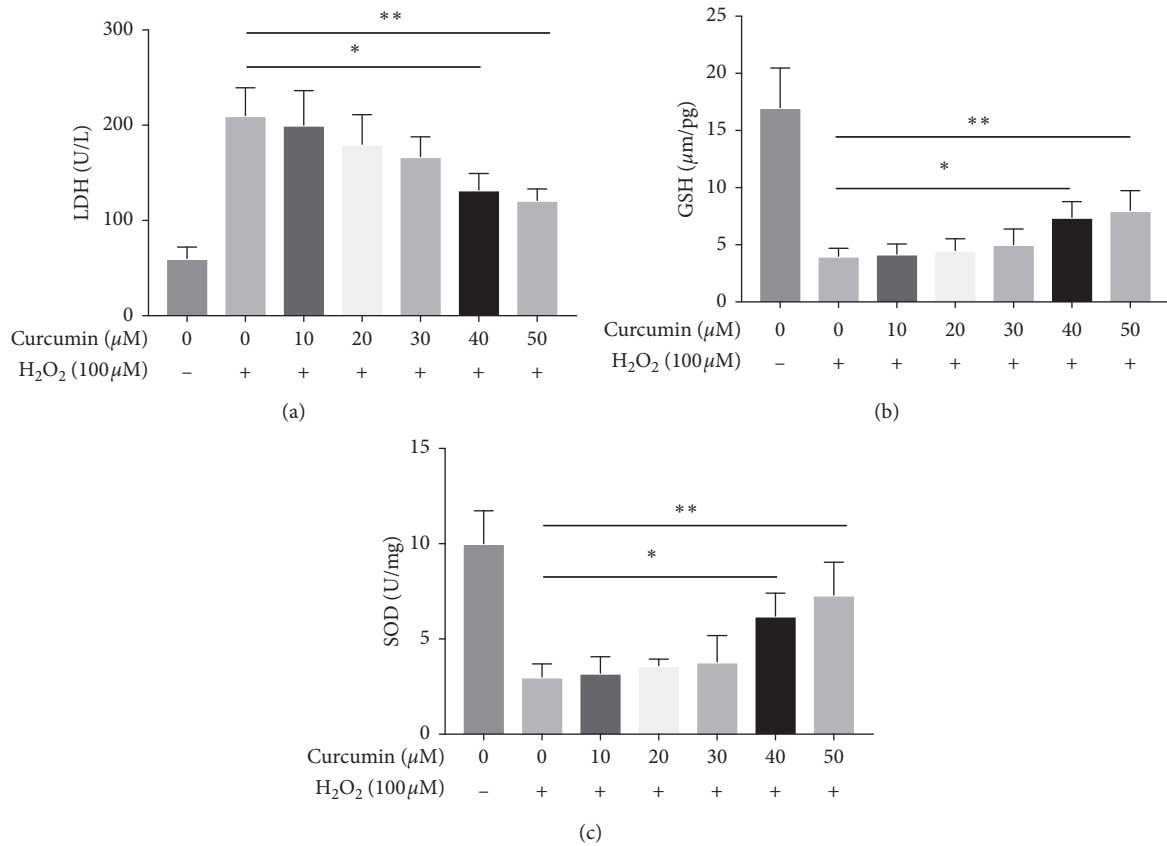 300
200
100
0
LDH (U/L)
**
*
Curcumin (μM) 0 0 10 20 30 40 50
H₂O₂ (100μM) – + + + + + +
(a)
25
20
15
10
5
0
GSH (μm/pg)
**
*
Curcumin (μM) 0 0 10 20 30 40 50
H₂O₂ (100μM) – + + + + + +
(b)
15
10
5
0
SOD (U/mg)
**
*
Curcumin (μM) 0 0 10 20 30 40 50
H₂O₂ (100μM) – + + + + + +
(c)